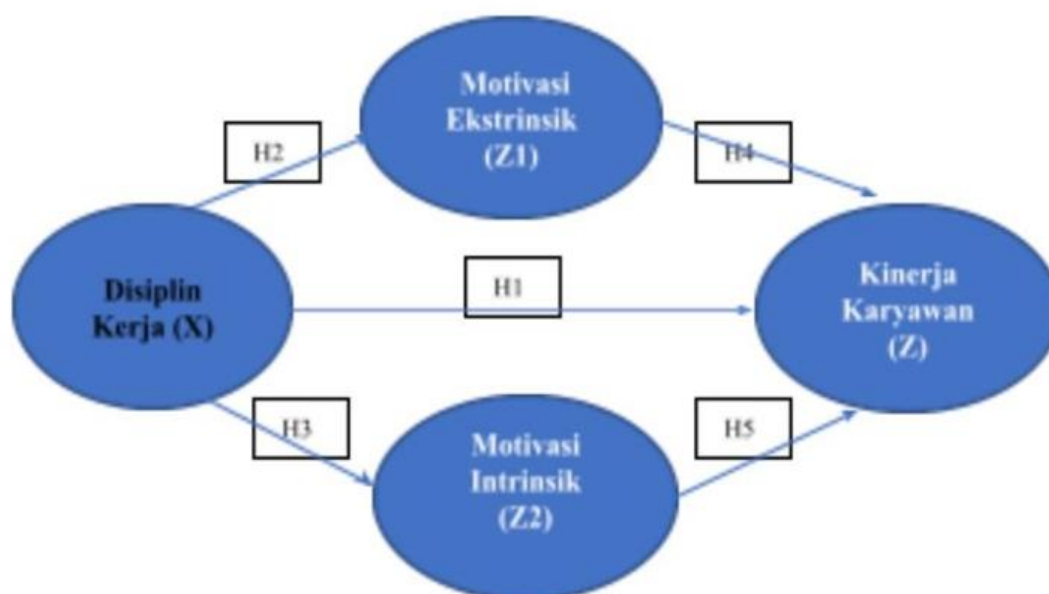 Motivasi
Ekstrinsik
(Z1)
H2
H4
Disiplin
Kerja (X)
H1
Kinerja
Karyawan
(Z)
H3
H5
Motivasi
Intrinsik
(Z2)